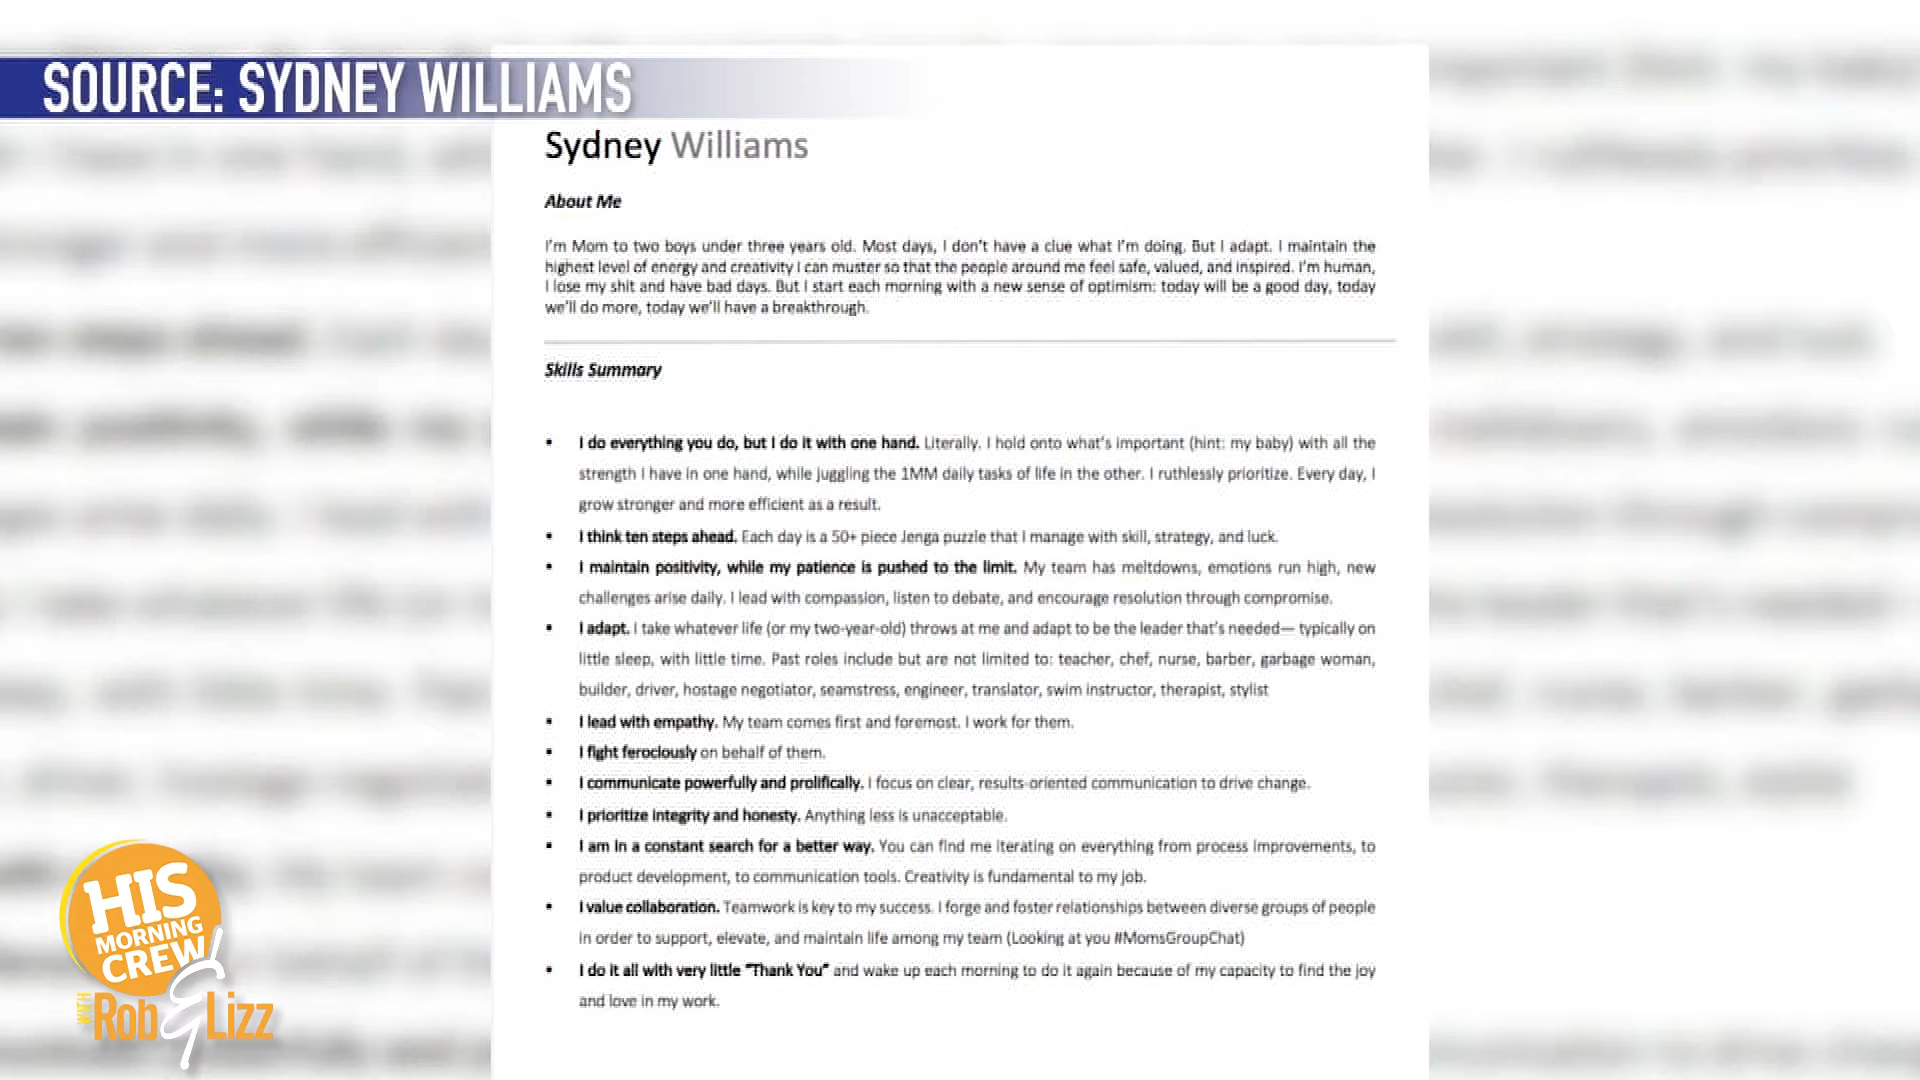 SOURCE: SYDNEY WILLIAMS
Sydney Williams
About Me
I'm Mom to two boys under three years old. Most days, I don't have a clue what I'm doing. But I adapt. I maintain the
highest level of energy and creativity I can muster so that the people around me feel safe, valued, and inspired. I'm human,
I lose my shit and have bad days. But I start each morning with a new sense of optimism: today will be a good day, today
we'll do more, today we'll have a breakthrough.
Skills Summary
• I do everything you do, but I do it with one hand. Literally. I hold onto what's important (hint: my baby) with all the
strength I have in one hand, while juggling the 1MM daily tasks of life in the other. I ruthlessly prioritize. Every day, I
grow stronger and more efficient as a result.
• I think ten steps ahead. Each day is a 50+ piece Jenga puzzle that I manage with skill, strategy, and luck.
• I maintain positivity, while my patience is pushed to the limit. My team has meltdowns, emotions run high, new
challenges arise daily. I lead with compassion, listen to debate, and encourage resolution through compromise.
• I adapt. I take whatever life (or my two-year-old) throws at me and adapt to be the leader that's needed— typically on
little sleep, with little time. Past roles include but are not limited to: teacher, chef, nurse, barber, garbage woman,
builder, driver, hostage negotiator, seamstress, engineer, translator, swim instructor, therapist, stylist
• I lead with empathy. My team comes first and foremost. I work for them.
• I fight ferociously on behalf of them.
• I communicate powerfully and prolifically. I focus on clear, results-oriented communication to drive change.
• I prioritize integrity and honesty. Anything less is unacceptable.
• I am in a constant search for a better way. You can find me iterating on everything from process improvements, to
product development, to communication tools. Creativity is fundamental to my job.
• I value collaboration. Teamwork is key to my success. I forge and foster relationships between diverse groups of people
in order to support, elevate, and maintain life among my team (Looking at you #MomsGroupChat)
• I do it all with very little "Thank You" and wake up each morning to do it again because of my capacity to find the joy
and love in my work.
HIS
MORNING
CREW!
WITH
Rob & Lizz